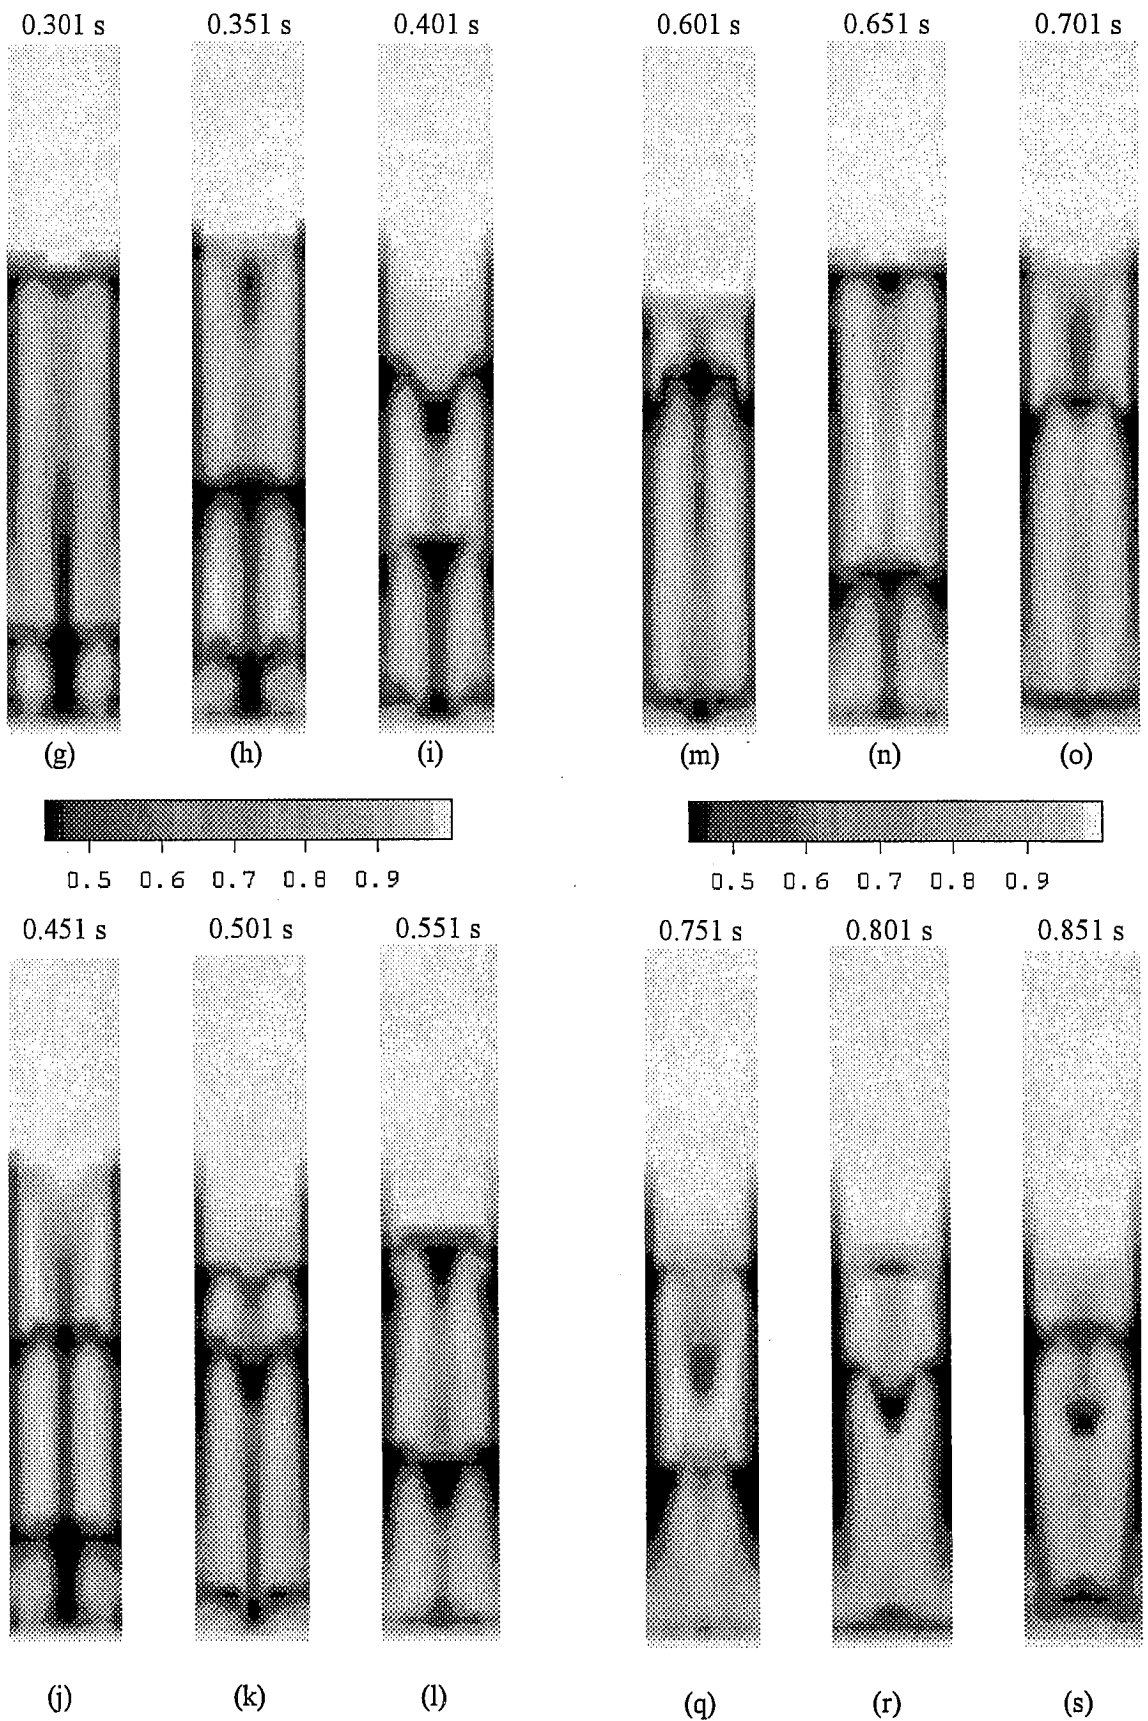 0.301 s 0.351 s 0.401 s 0.601 s 0.651 s 0.701 s
(g) (h) (i) (m) (n) (o)
0.5 0.6 0.7 0.8 0.9 0.5 0.6 0.7 0.8 0.9
0.451 s 0.501 s 0.551 s 0.751 s 0.801 s 0.851 s
(j) (k) (l) (q) (r) (s)